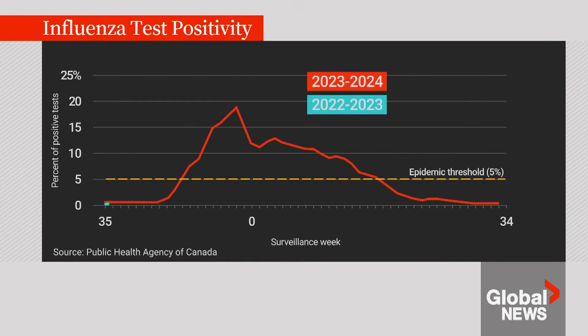 Influenza Test Positivity
25%
20
15
10
5
0
Percent of positive tests
2023-2024
2022-2023
Epidemic threshold (5%)
35
0
34
Surveillance week
Source: Public Health Agency of Canada
Global
NEWS